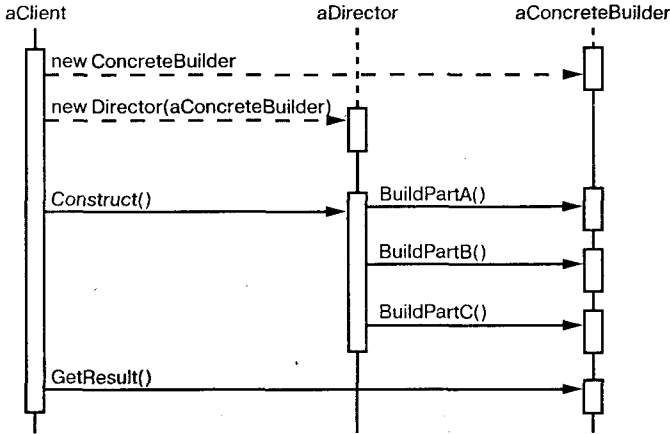 aClient
aDirector
aConcreteBuilder
new ConcreteBuilder
new Director(aConcreteBuilder)
Construct()
BuildPartA()
BuildPartB()
BuildPartC()
GetResult()